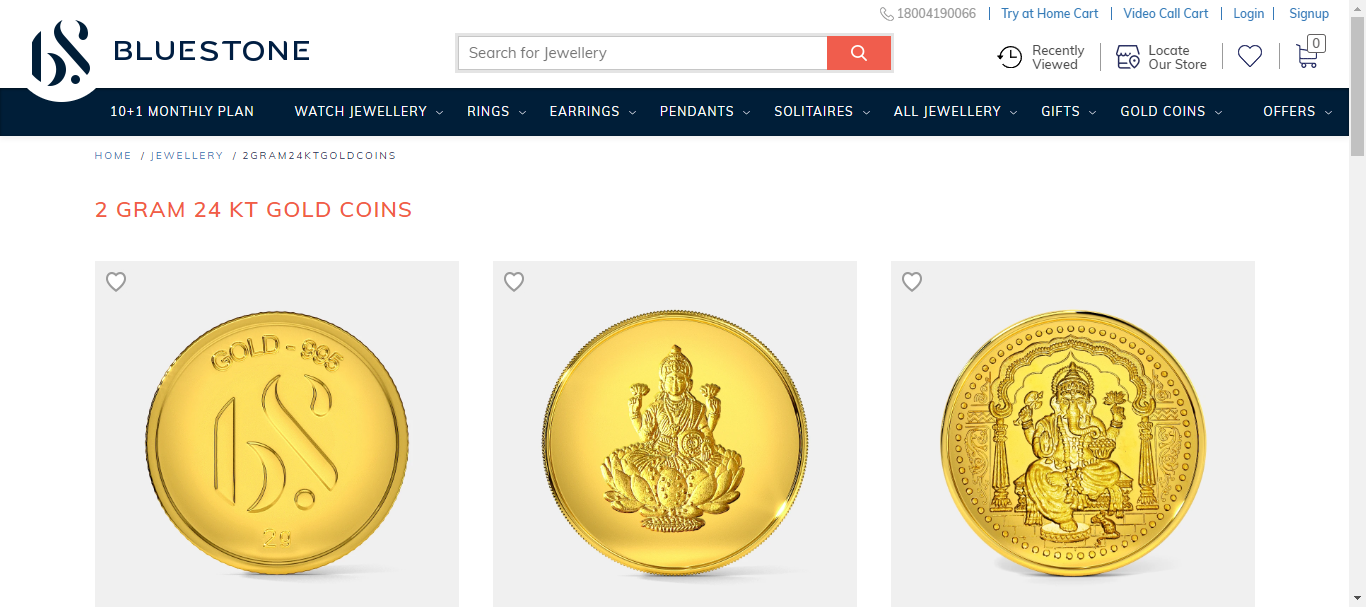 18004190066 | Try at Home Cart | Video Call Cart | Login | Signup
BLUESTONE
Search for Jewellery
Recently
Viewed
Locate
Our Store
0
10+1 MONTHLY PLAN WATCH JEWELLERY RINGS EARRINGS PENDANTS SOLITAIRES ALL JEWELLERY GIFTS GOLD COINS OFFERS
HOME / JEWELLERY / 2GRAM24KTGOLDCOINS
2 GRAM 24 KT GOLD COINS
GOLD - 995
2g